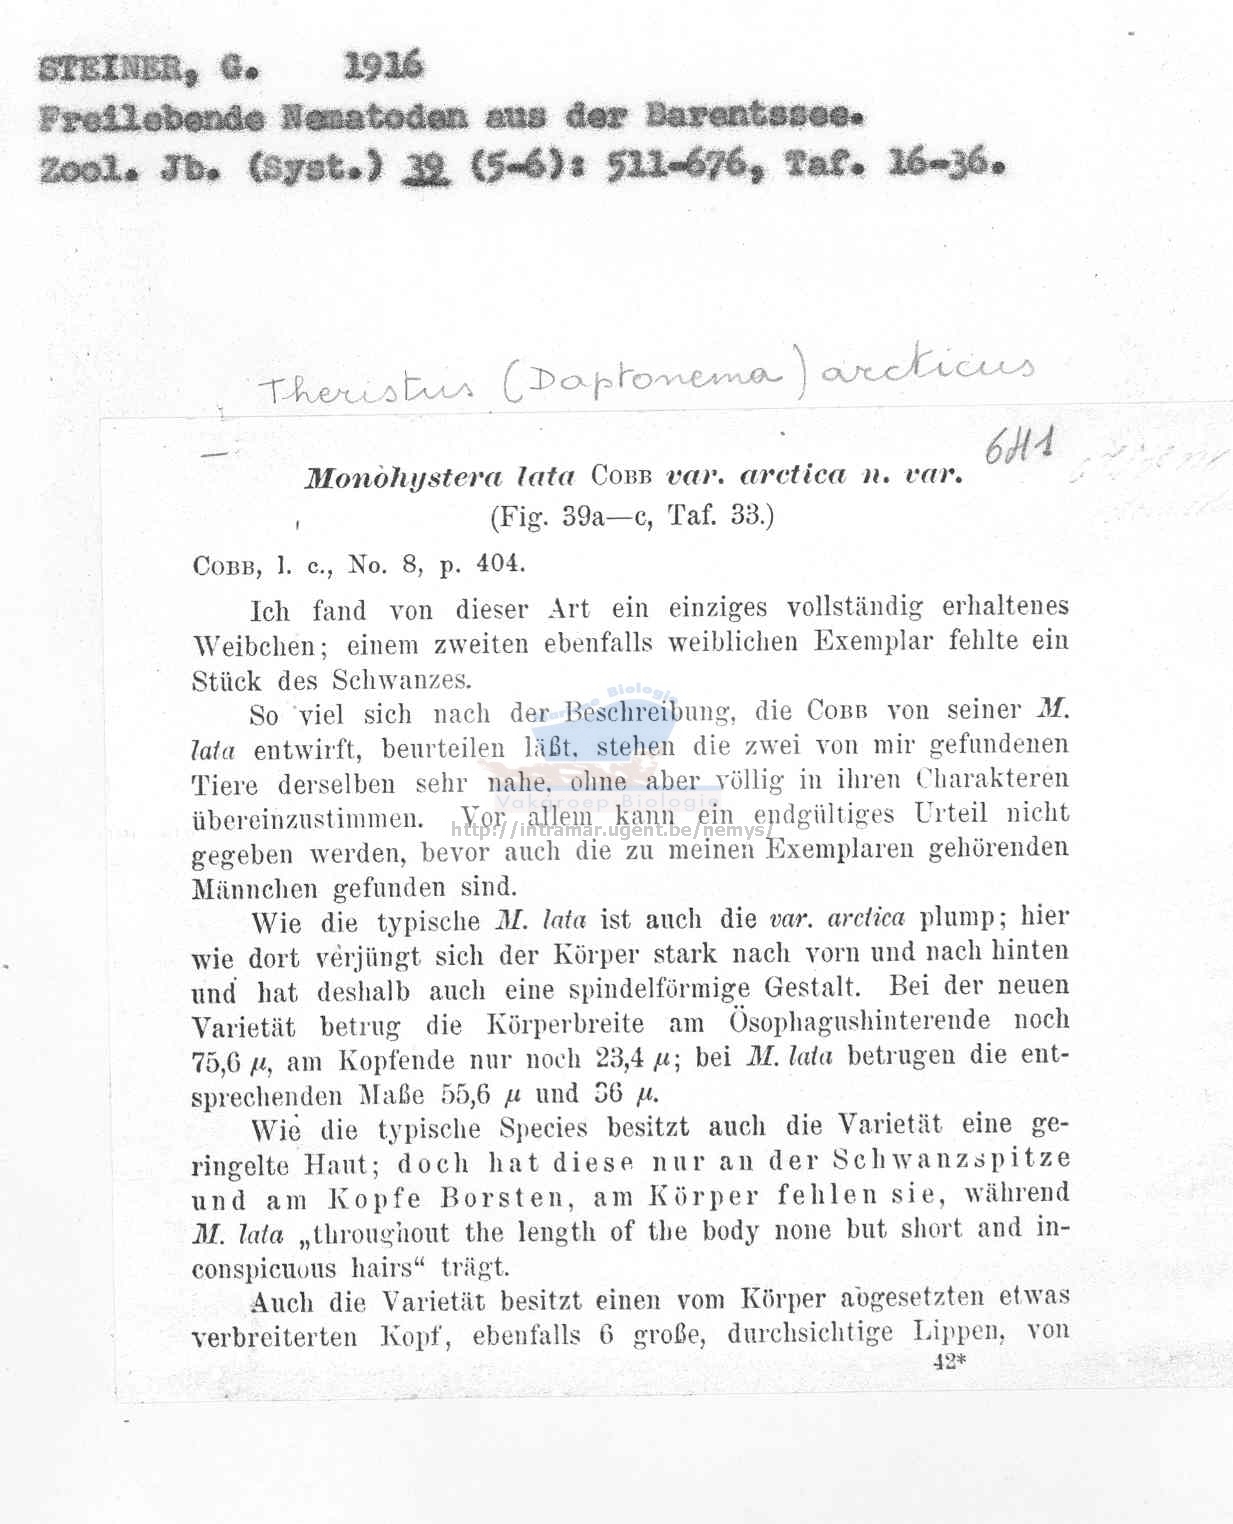 STEINER, G. 1916
Freilebende Nematoden aus der Barentssee.
Zool. Jb. (Syst.) 39 (5-6): 511-676, Taf. 16-36.
Theristus (Daptonema) arcticus
641
Monohystera lata COBB var. arctica n. var.
(Fig. 39a—c, Taf. 33.)
COBB, l. c., No. 8, p. 404.
Ich fand von dieser Art ein einziges vollständig erhaltenes
Weibchen; einem zweiten ebenfalls weiblichen Exemplar fehlte ein
Stück des Schwanzes.
So viel sich nach der Beschreibung, die COBB von seiner M.
lata entwirft, beurteilen läßt, stehen die zwei von mir gefundenen
Tiere derselben sehr nahe, ohne aber völlig in ihren Charakteren
übereinzustimmen. Vor allem kann ein endgültiges Urteil nicht
gegeben werden, bevor auch die zu meinen Exemplaren gehörenden
Männchen gefunden sind.
Wie die typische M. lata ist auch die var. arctica plump; hier
wie dort verjüngt sich der Körper stark nach vorn und nach hinten
und hat deshalb auch eine spindelförmige Gestalt. Bei der neuen
Varietät betrug die Körperbreite am Ösophagushinterende noch
75,6 μ, am Kopfende nur noch 23,4 μ; bei M. lata betrugen die ent-
sprechenden Maße 55,6 μ und 36 μ.
Wie die typische Species besitzt auch die Varietät eine ge-
ringelte Haut; doch hat diese nur an der Schwanzspitze
und am Kopfe Borsten, am Körper fehlen sie, während
M. lata „throughout the length of the body none but short and in-
conspicuous hairs“ trägt.
Auch die Varietät besitzt einen vom Körper abgesetzten etwas
verbreiterten Kopf, ebenfalls 6 große, durchsichtige Lippen, von
42*
Biologie
Vakgroep Biologie
http://intramar.ugent.be/nemys/